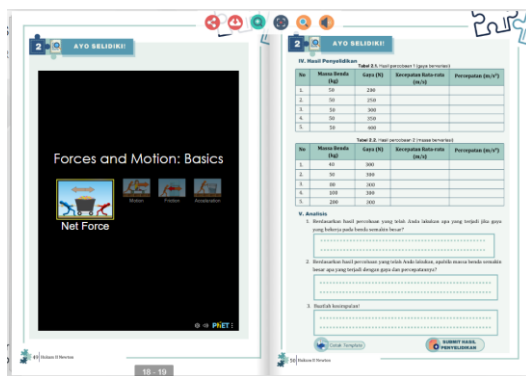 2 AYO SELIDIKI!
Forces and Motion: Basics
Net Force
Motion
Friction
Acceleration
PhET
49 Hukum II Newton
2 AYO SELIDIKI!
IV. Hasil Penyelidikan
Tabel 2.1. Hasil percobaan 1 (gaya bervariasi)
No Massa Benda (kg) Gaya (N) Kecepatan Rata-rata (m/s) Percepatan (m/s²)
1. 50 200
2. 50 250
3. 50 300
4. 50 350
5. 50 400
Tabel 2.2. Hasil percobaan 2 (massa bervariasi)
No Massa Benda (kg) Gaya (N) Kecepatan Rata-rata (m/s) Percepatan (m/s²)
1. 40 300
2. 50 300
3. 80 300
4. 100 300
5. 200 300
V. Analisis
1. Berdasarkan hasil percobaan yang telah Anda lakukan apa yang terjadi jika gaya
yang bekerja pada benda semakin besar?
2. Berdasarkan hasil percobaan yang telah Anda lakukan, apabila massa benda semakin
besar apa yang terjadi dengan gaya dan percepatannya?
3. Buatlah kesimpulan!
SUBMIT HASIL
PENYELIDIKAN
50 Hukum II Newton
18 - 19